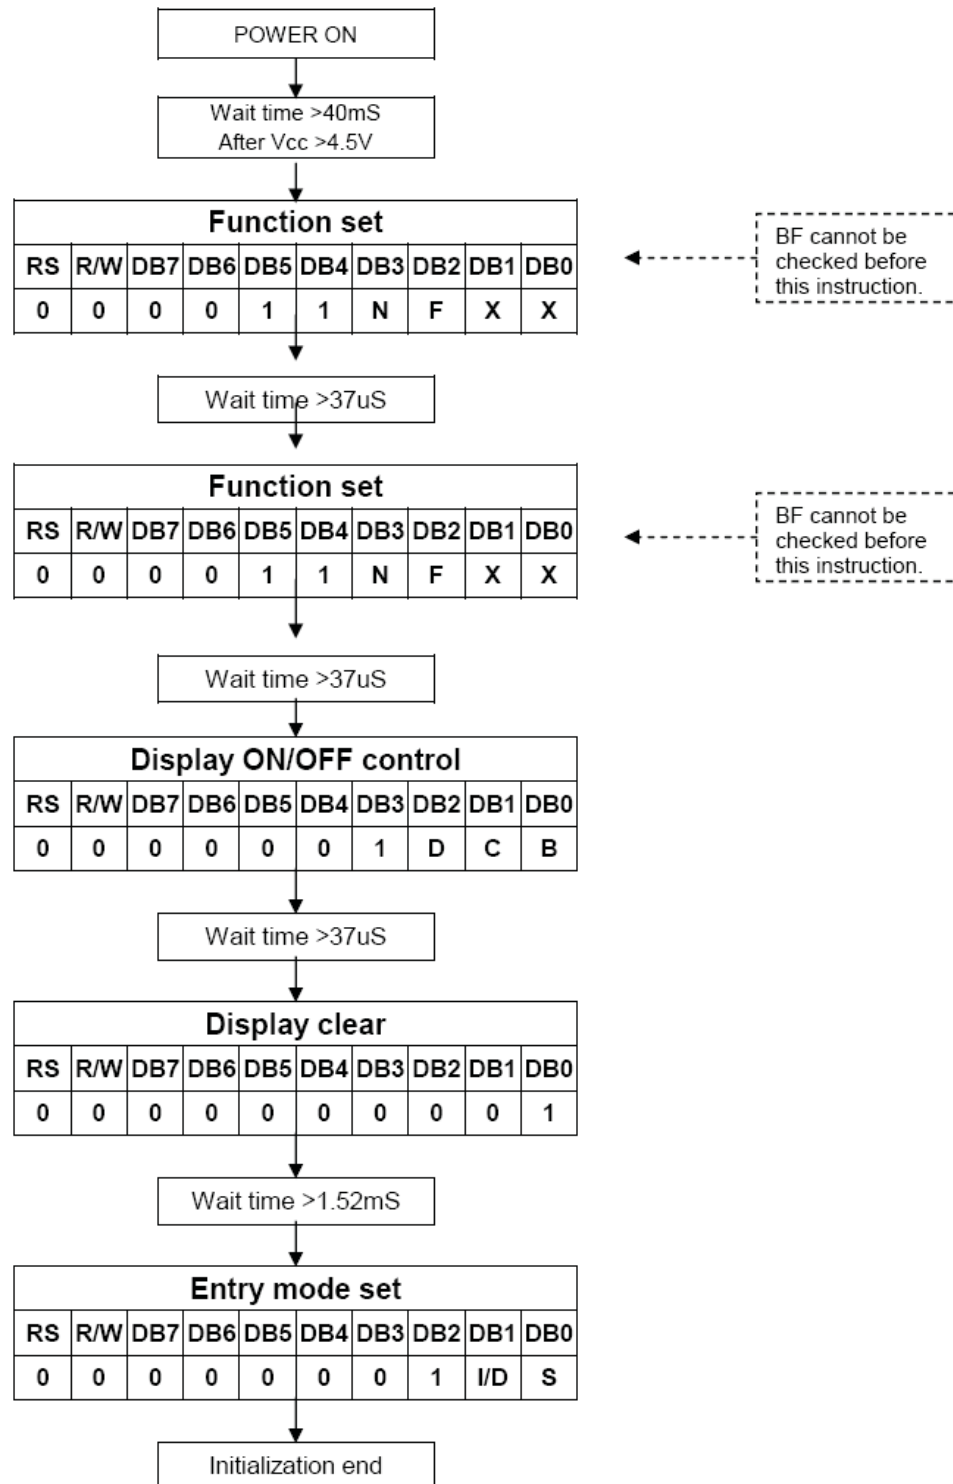 POWER ON
Wait time >40mS
After Vcc >4.5V
Function set
RS R/W DB7 DB6 DB5 DB4 DB3 DB2 DB1 DB0
0 0 0 0 1 1 N F X X
BF cannot be
checked before
this instruction.
Wait time >37uS
Function set
RS R/W DB7 DB6 DB5 DB4 DB3 DB2 DB1 DB0
0 0 0 0 1 1 N F X X
BF cannot be
checked before
this instruction.
Wait time >37uS
Display ON/OFF control
RS R/W DB7 DB6 DB5 DB4 DB3 DB2 DB1 DB0
0 0 0 0 0 0 1 D C B
Wait time >37uS
Display clear
RS R/W DB7 DB6 DB5 DB4 DB3 DB2 DB1 DB0
0 0 0 0 0 0 0 0 0 1
Wait time >1.52mS
Entry mode set
RS R/W DB7 DB6 DB5 DB4 DB3 DB2 DB1 DB0
0 0 0 0 0 0 0 1 I/D S
Initialization end